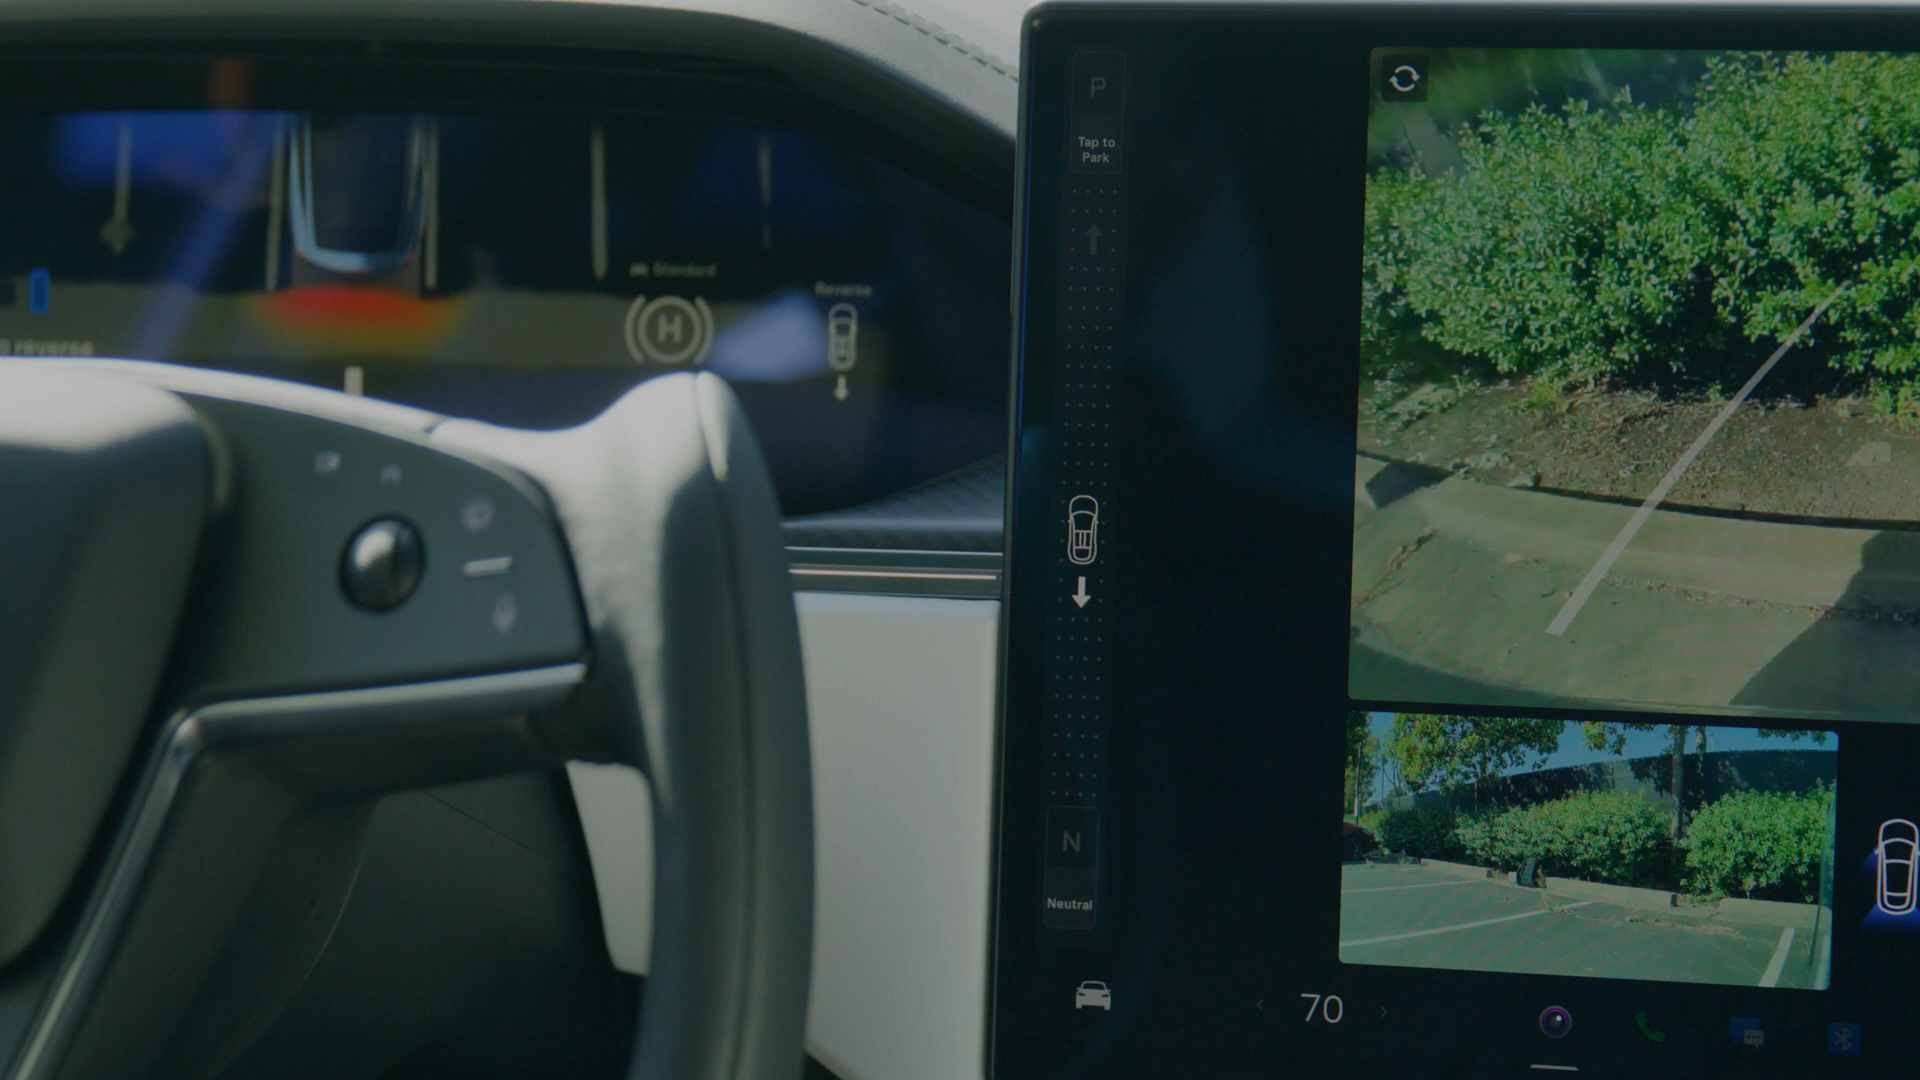 P
Tap to
Park
Standard
H
Reverse
reverse
N
Neutral
70